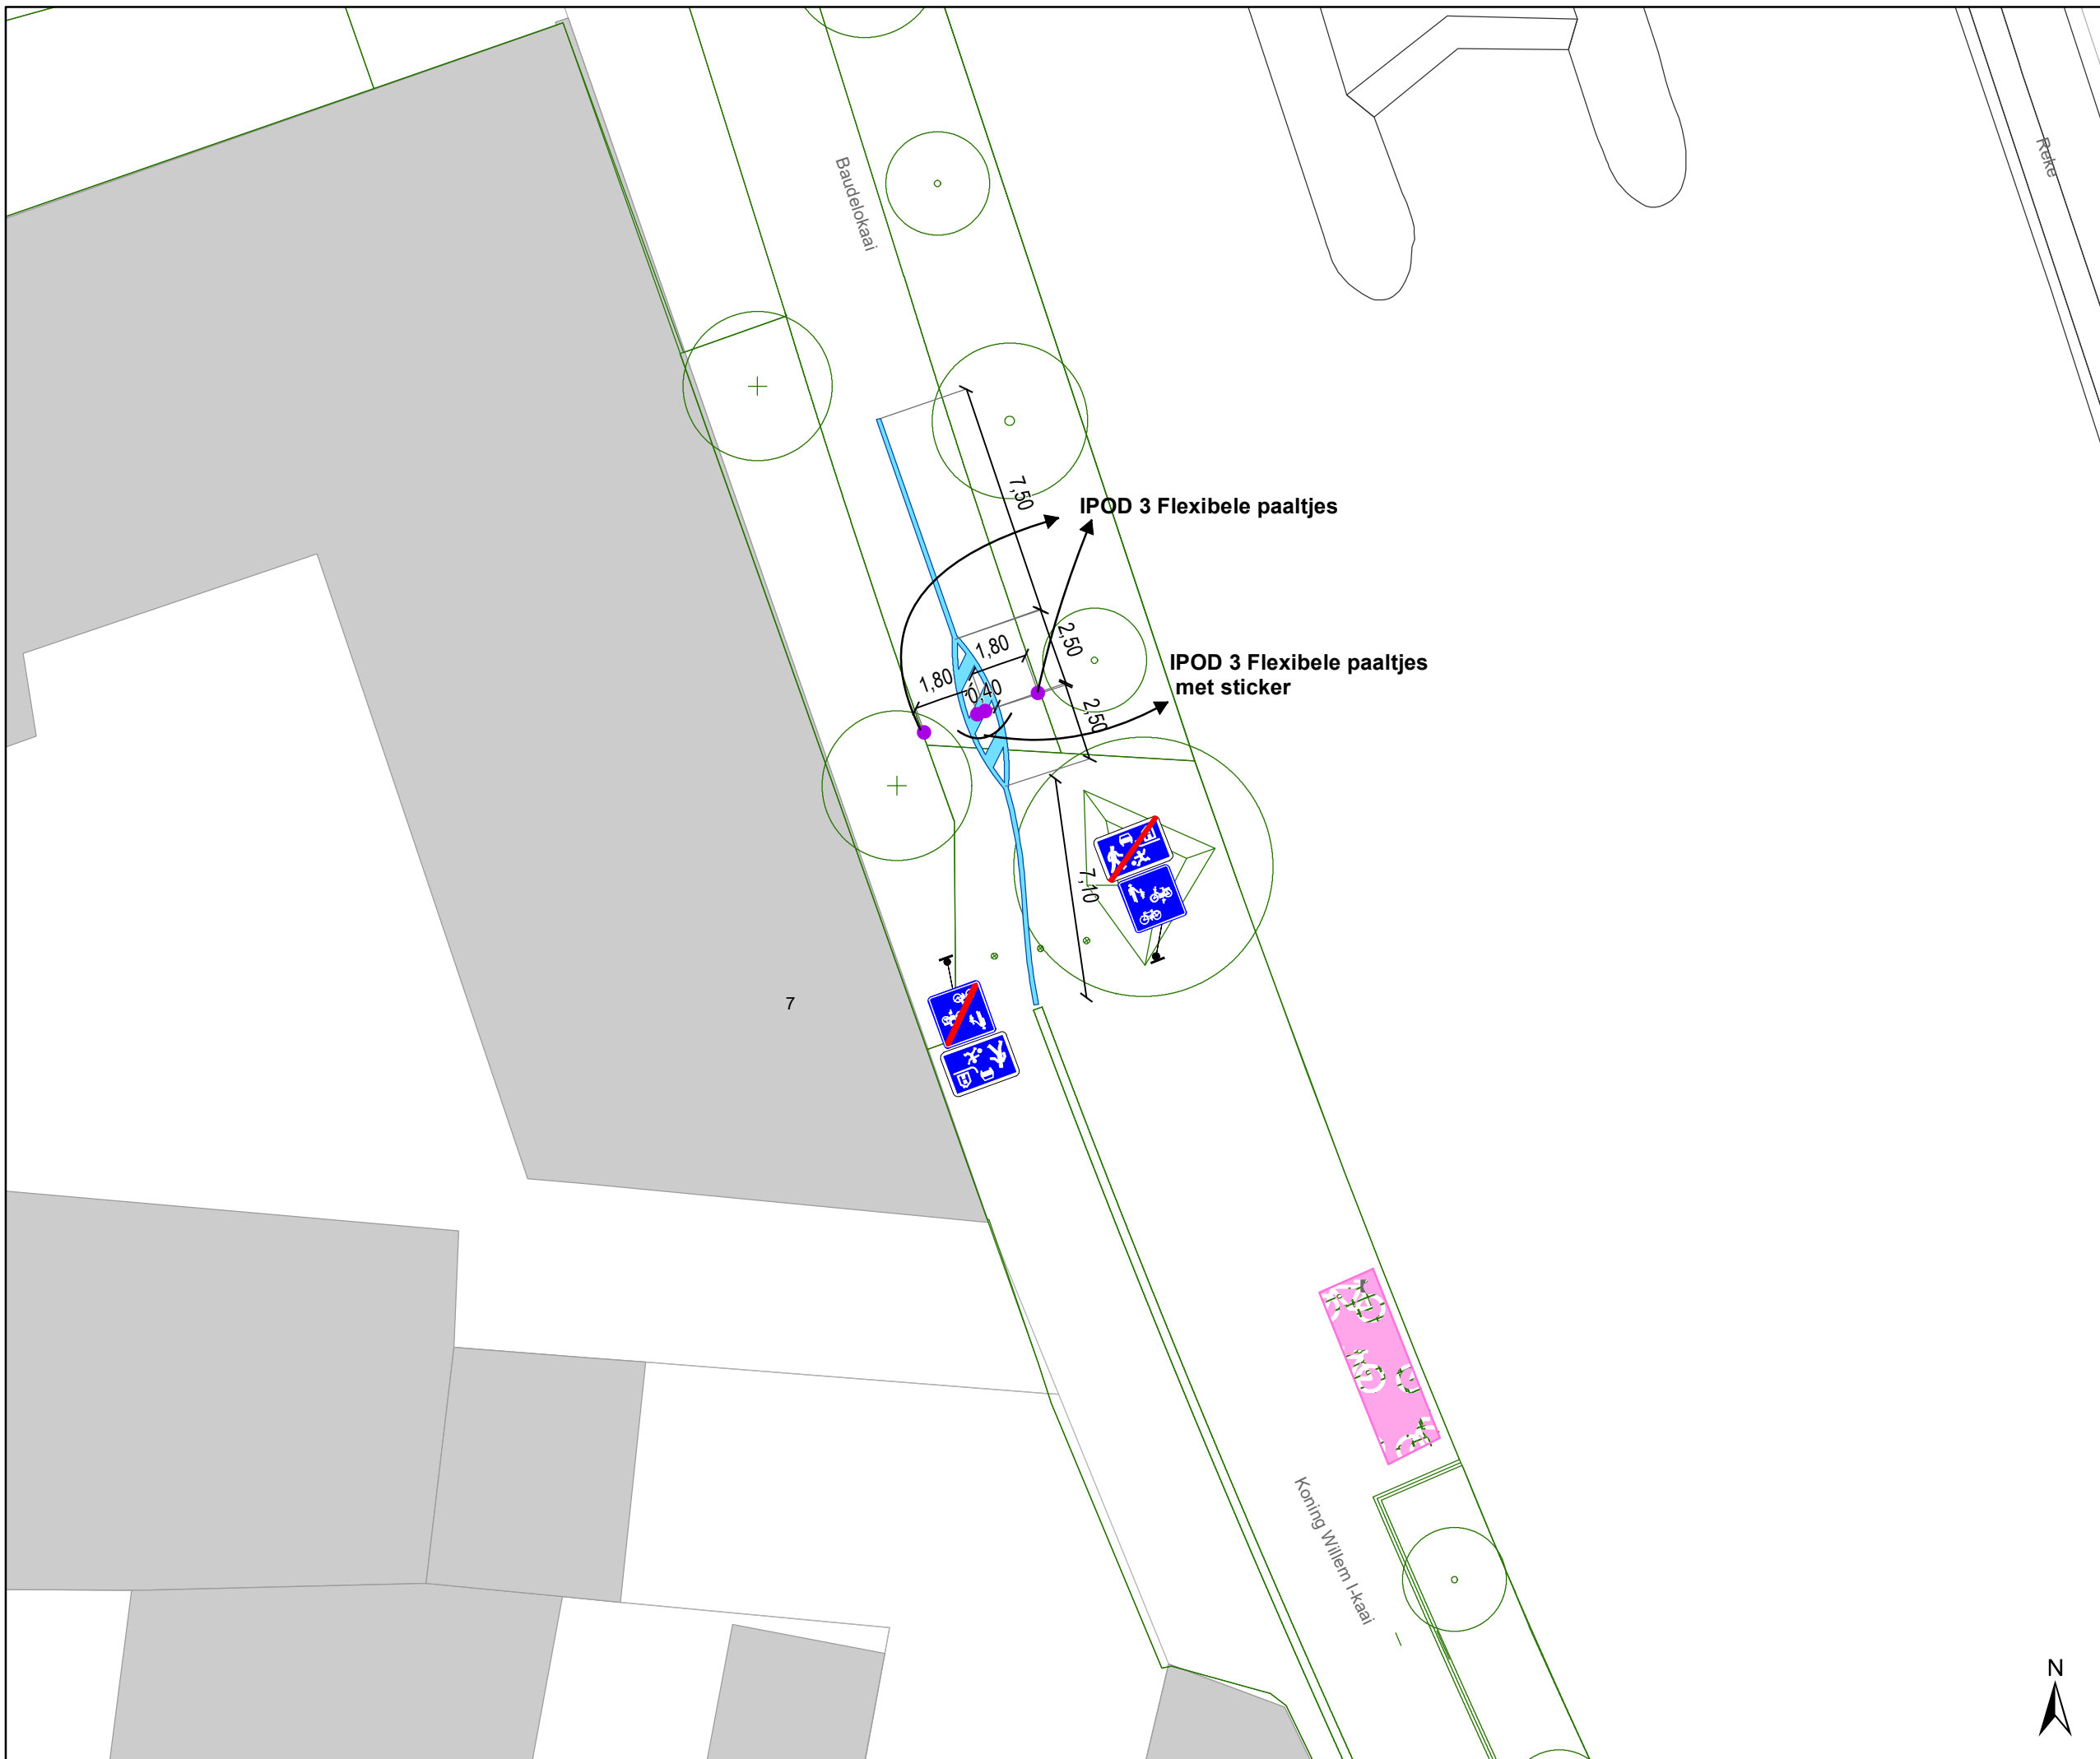 Baudelokaai
Reke
7,50
IPOD 3 Flexibele paaltjes
2,50
1,80
1,80
0,40
IPOD 3 Flexibele paaltjes
met sticker
2,50
7,10
7
Koning Willem I-kaai
N